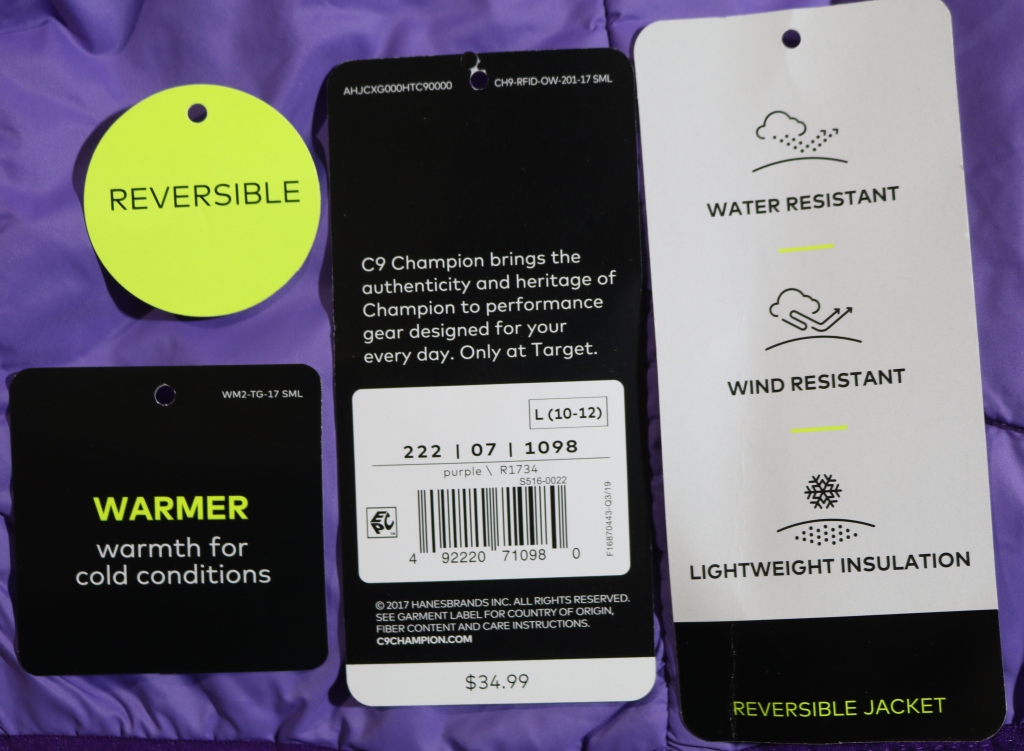 REVERSIBLE
WM2-TG-17 SML
WARMER
warmth for
cold conditions
AHJCXG000HTC90000
CH9-RFID-OW-201-17 SML
C9 Champion brings the
authenticity and heritage of
Champion to performance
gear designed for your
every day. Only at Target.
L (10-12)
222 | 07 | 1098
purple \ R1734
S516-0022
EPC
4 92220 71098 0
F16870443-Q3/19
© 2017 HANESBRANDS INC. ALL RIGHTS RESERVED.
SEE GARMENT LABEL FOR COUNTRY OF ORIGIN,
FIBER CONTENT AND CARE INSTRUCTIONS.
C9CHAMPION.COM
$34.99
WATER RESISTANT
WIND RESISTANT
LIGHTWEIGHT INSULATION
REVERSIBLE JACKET